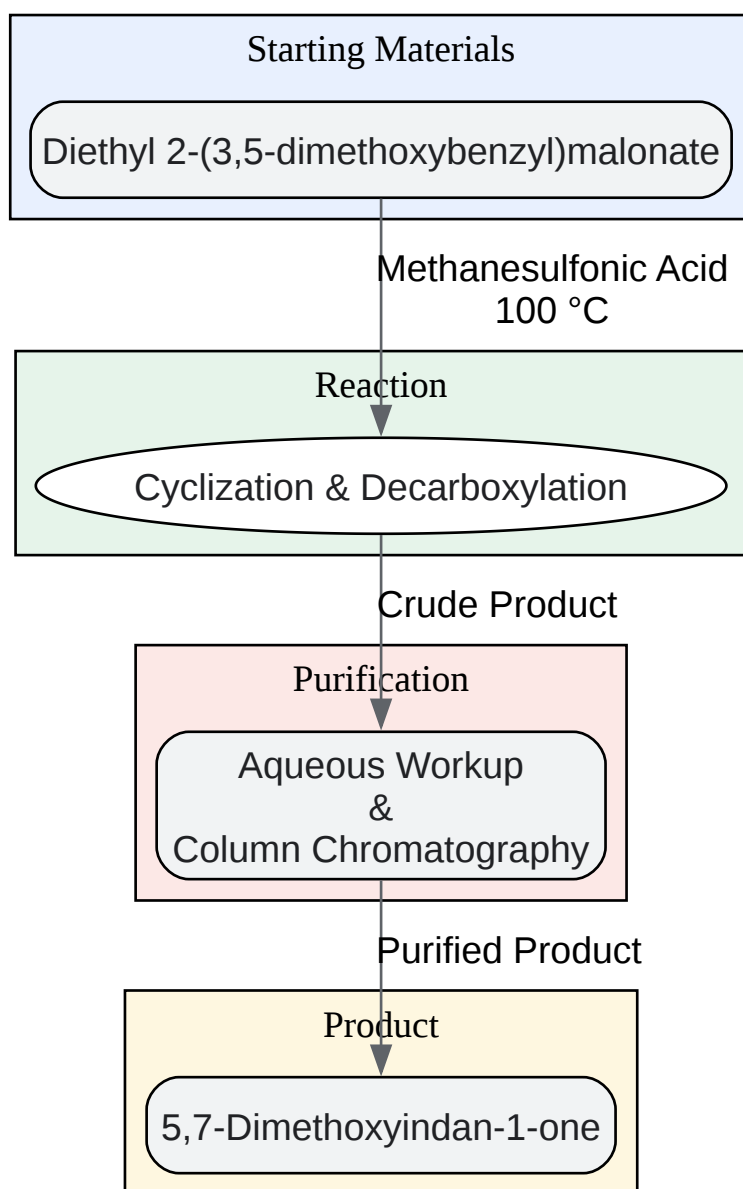 Starting Materials
Diethyl 2-(3,5-dimethoxybenzyl)malonate
Methanesulfonic Acid
100 °C
Reaction
Cyclization & Decarboxylation
Crude Product
Purification
Aqueous Workup
&
Column Chromatography
Purified Product
Product
5,7-Dimethoxyindan-1-one